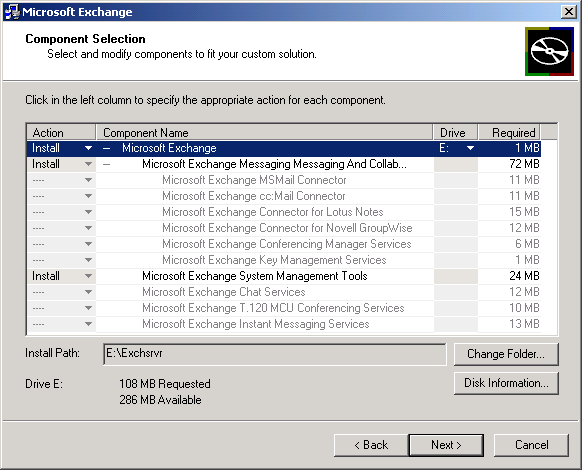 Microsoft Exchange
Component Selection
Select and modify components to fit your custom solution.
Click in the left column to specify the appropriate action for each component.
Action Component Name Drive Required
Install — Microsoft Exchange E: 1 MB
Install — Microsoft Exchange Messaging Messaging And Collab... 72 MB
---- Microsoft Exchange MSMail Connector 11 MB
---- Microsoft Exchange cc:Mail Connector 11 MB
---- Microsoft Exchange Connector for Lotus Notes 15 MB
---- Microsoft Exchange Connector for Novell GroupWise 12 MB
---- Microsoft Exchange Conferencing Manager Services 6 MB
---- Microsoft Exchange Key Management Services 1 MB
Install Microsoft Exchange System Management Tools 24 MB
---- Microsoft Exchange Chat Services 12 MB
---- Microsoft Exchange T.120 MCU Conferencing Services 10 MB
---- Microsoft Exchange Instant Messaging Services 13 MB
Install Path: E:\Exchsrvr Change Folder...
Drive E: 108 MB Requested Disk Information...
286 MB Available
< Back Next > Cancel